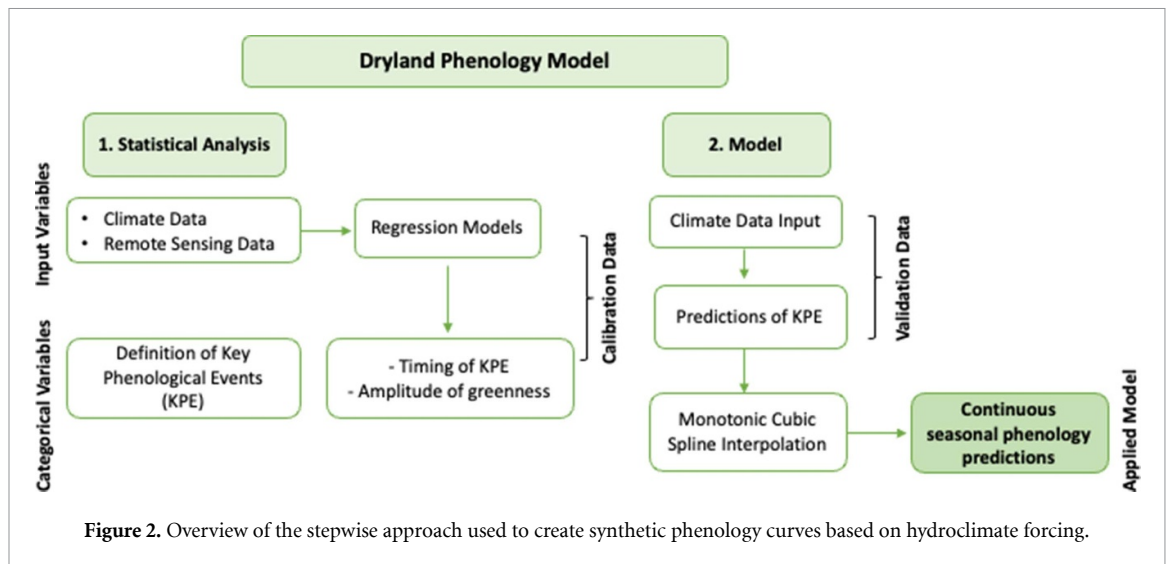 Dryland Phenology Model
1. Statistical Analysis
2. Model
Input Variables
• Climate Data
• Remote Sensing Data
Regression Models
Calibration Data
Climate Data Input
Validation Data
Predictions of KPE
Categorical Variables
Definition of Key
Phenological Events
(KPE)
- Timing of KPE
- Amplitude of greenness
Monotonic Cubic
Spline Interpolation
Continuous
seasonal phenology
predictions
Applied Model
Figure 2. Overview of the stepwise approach used to create synthetic phenology curves based on hydroclimate forcing.